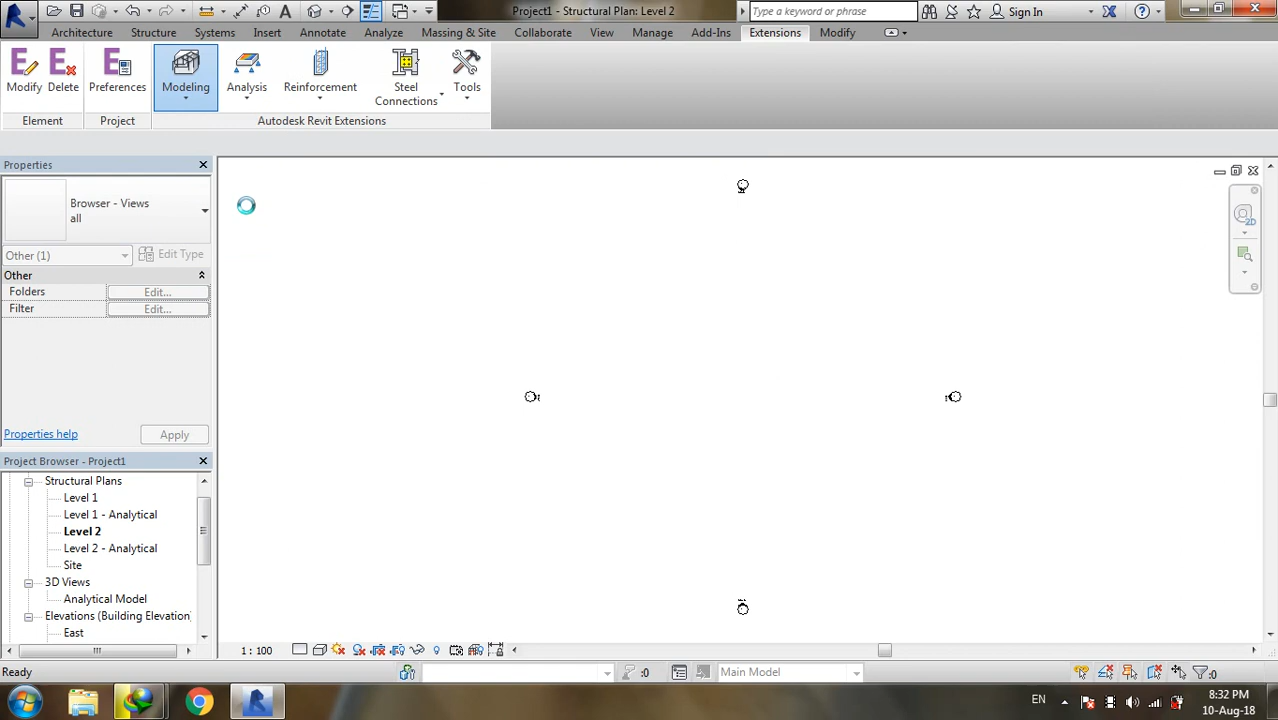 Project1 - Structural Plan: Level 2
Type a keyword or phrase
Sign In
Architecture
Structure
Systems
Insert
Annotate
Analyze
Massing & Site
Collaborate
View
Manage
Add-Ins
Extensions
Modify
Modify
Delete
Preferences
Modeling
Analysis
Reinforcement
Steel
Connections
Tools
Element
Project
Autodesk Revit Extensions
Properties
Browser - Views
all
Other (1)
Edit Type
Other
Folders
Edit...
Filter
Edit...
Properties help
Apply
2D
Project Browser - Project1
Structural Plans
Level 1
Level 1 - Analytical
Level 2
Level 2 - Analytical
Site
3D Views
Analytical Model
Elevations (Building Elevation)
East
1 : 100
Ready
:0
Main Model
:0
EN
8:32 PM
10-Aug-18